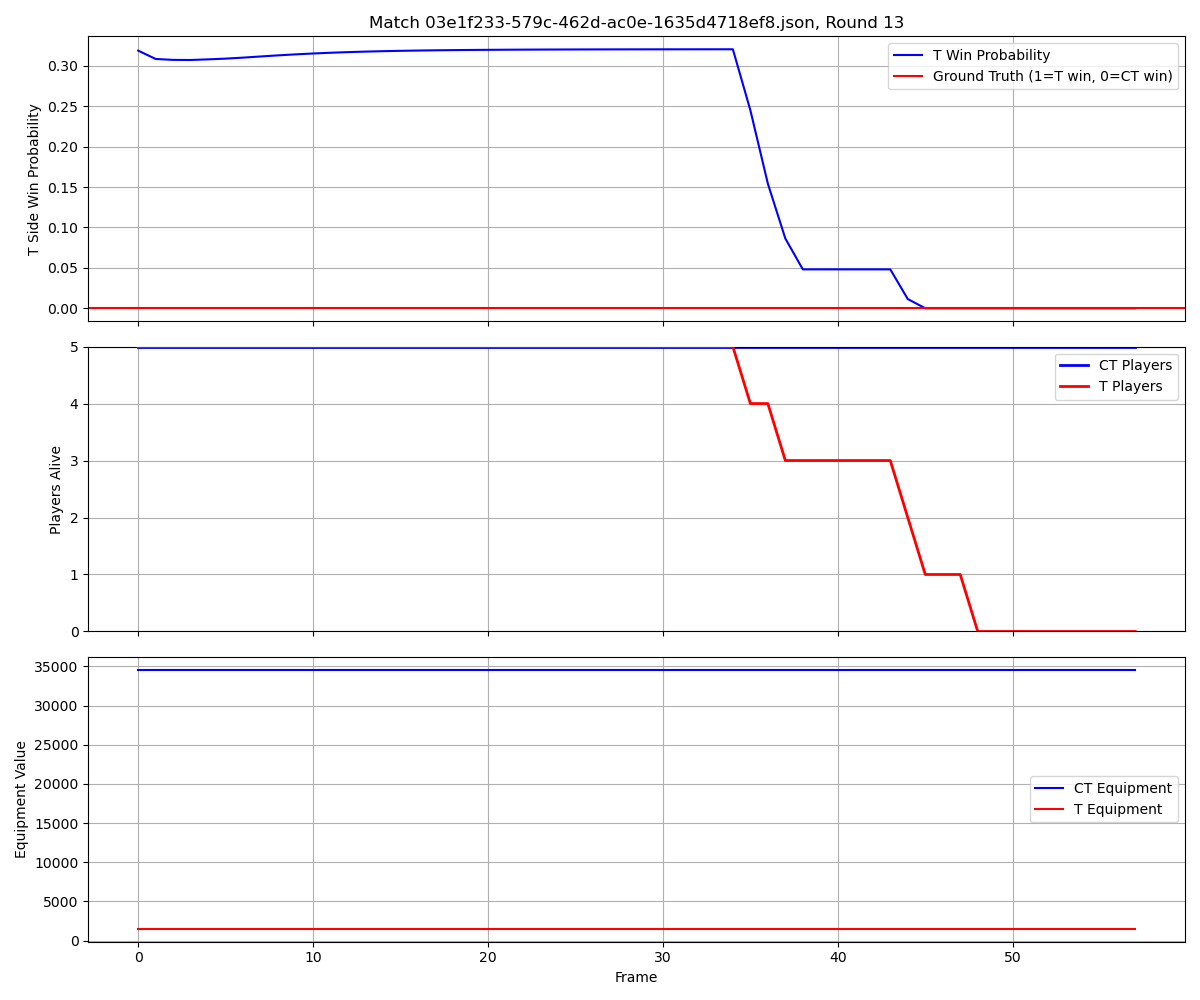 Match 03e1f233-579c-462d-ac0e-1635d4718ef8.json, Round 13
T Side Win Probability
0.30
0.25
0.20
0.15
0.10
0.05
0.00
T Win Probability
Ground Truth (1=T win, 0=CT win)
Players Alive
5
4
3
2
1
0
CT Players
T Players
Equipment Value
35000
30000
25000
20000
15000
10000
5000
0
CT Equipment
T Equipment
0
10
20
30
40
50
Frame